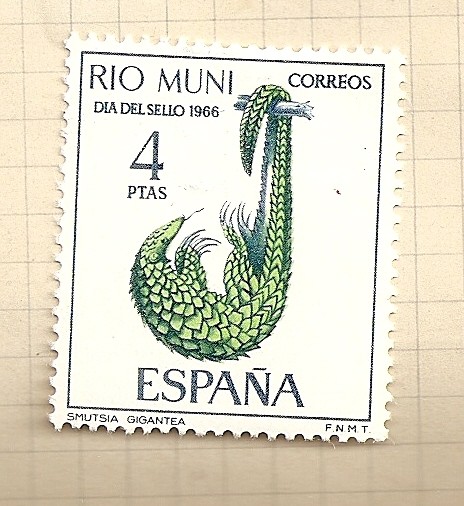 RIO MUNI CORREOS
DIA DEL SELLO 1966
4
PTAS
ESPAÑA
SMUTSIA GIGANTEA F.N.M.T.